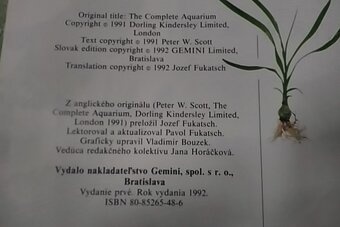 Original title: The Complete Aquarium
Copyright © 1991 Dorling Kindersley Limited,
London
Text copyright © 1991 Peter W. Scott
Slovak edition copyright © 1992 GEMINI Limited,
Bratislava
Translation copyright © 1992 Jozef Fukatsch
Z anglického originálu (Peter W. Scott, The
Complete Aquarium, Dorling Kindersley Limited,
London 1991) preložil Jozef Fukatsch.
Lektoroval a aktualizoval Pavol Fukatsch.
Graficky upravil Vladimir Bouzek.
Vedúca redakčného kolektívu Jana Horáčková.
Vydalo nakladateľstvo Gemini, spol. s r. o.,
Bratislava
Vydanie prvé. Rok vydania 1992.
ISBN 80-85265-48-6